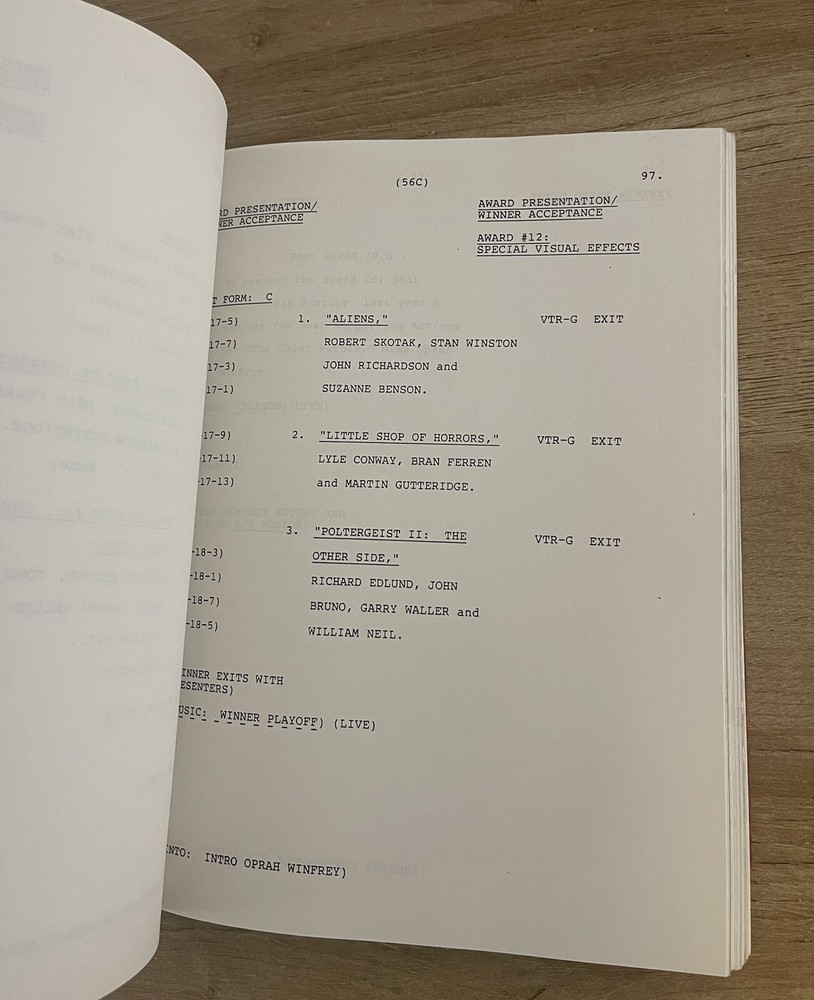 (56C) 97.
RD PRESENTATION/ AWARD PRESENTATION/
NER ACCEPTANCE WINNER ACCEPTANCE
AWARD #12:
SPECIAL VISUAL EFFECTS
T FORM: C
17-5) 1. "ALIENS," VTR-G EXIT
17-7) ROBERT SKOTAK, STAN WINSTON
17-3) JOHN RICHARDSON and
17-1) SUZANNE BENSON.
17-9) 2. "LITTLE SHOP OF HORRORS," VTR-G EXIT
17-11) LYLE CONWAY, BRAN FERREN
-17-13) and MARTIN GUTTERIDGE.
3. "POLTERGEIST II: THE VTR-G EXIT
-18-3) OTHER SIDE,"
-18-1) RICHARD EDLUND, JOHN
-18-7) BRUNO, GARRY WALLER and
-18-5) WILLIAM NEIL.
INNER EXITS WITH
ESENTERS)
USIC: WINNER PLAYOFF) (LIVE)
INTO: INTRO OPRAH WINFREY)